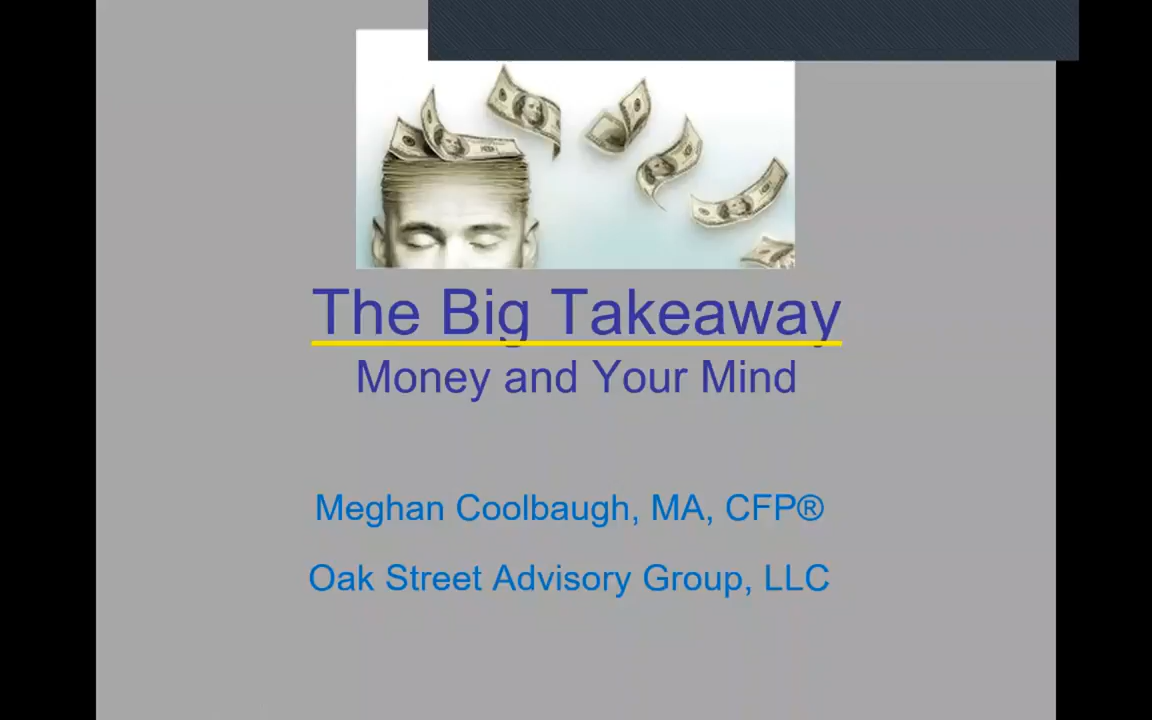 The Big Takeaway
Money and Your Mind
Meghan Coolbaugh, MA, CFP®
Oak Street Advisory Group, LLC